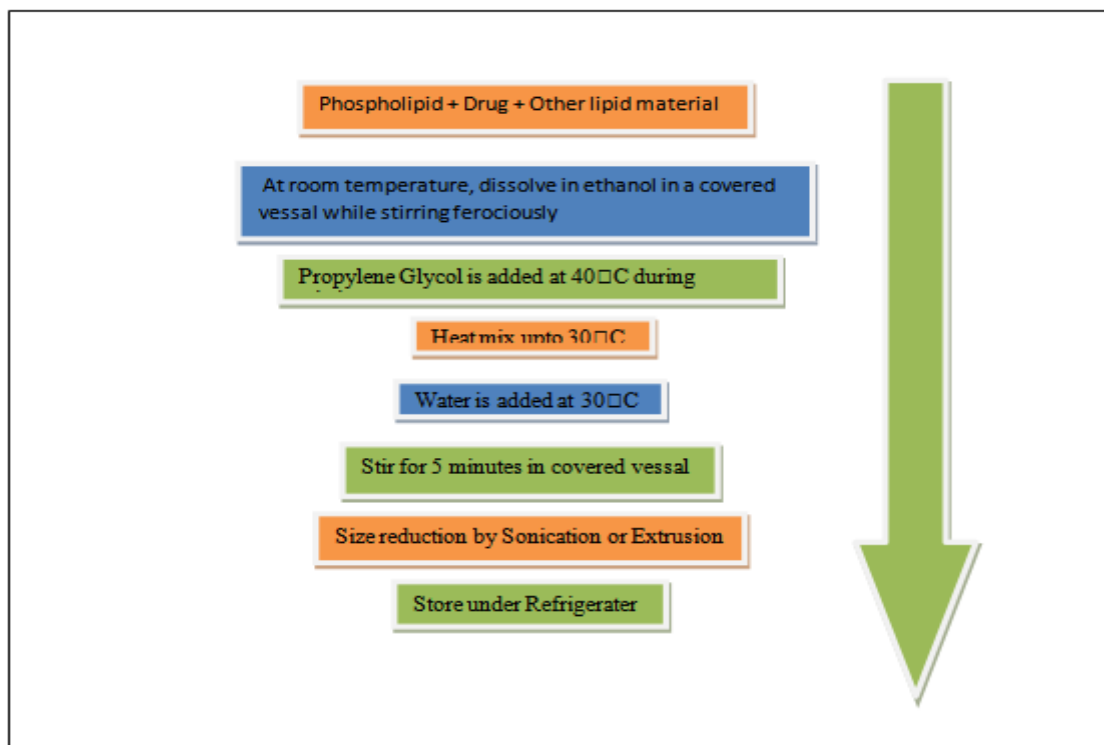 Phospholipid + Drug + Other lipid material
At room temperature, dissolve in ethanol in a covered
vessal while stirring ferociously
Propylene Glycol is added at 40□C during
Heat mix upto 30□C
Water is added at 30□C
Stir for 5 minutes in covered vessal
Size reduction by Sonication or Extrusion
Store under Refrigerater